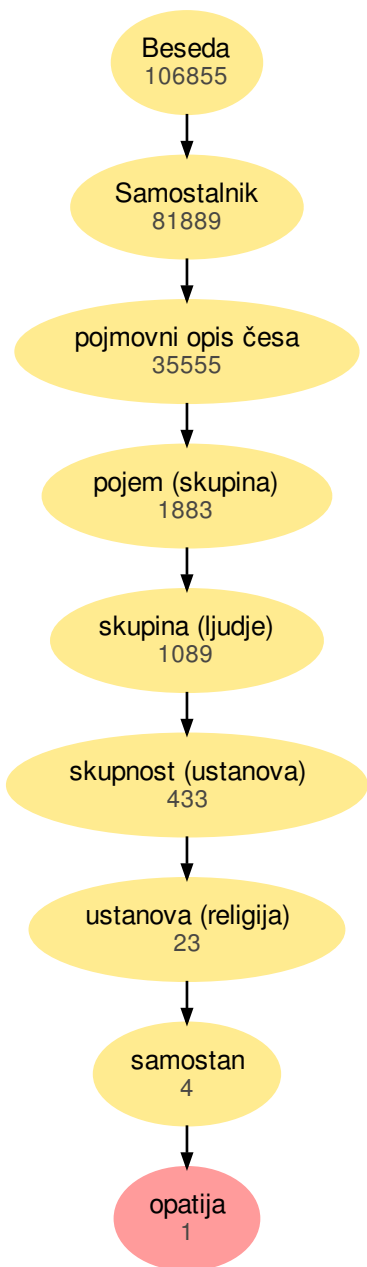 Beseda
106855
Samostalnik
81889
pojmovni opis česa
35555
pojem (skupina)
1883
skupina (ljudje)
1089
skupnost (ustanova)
433
ustanova (religija)
23
samostan
4
opatija
1